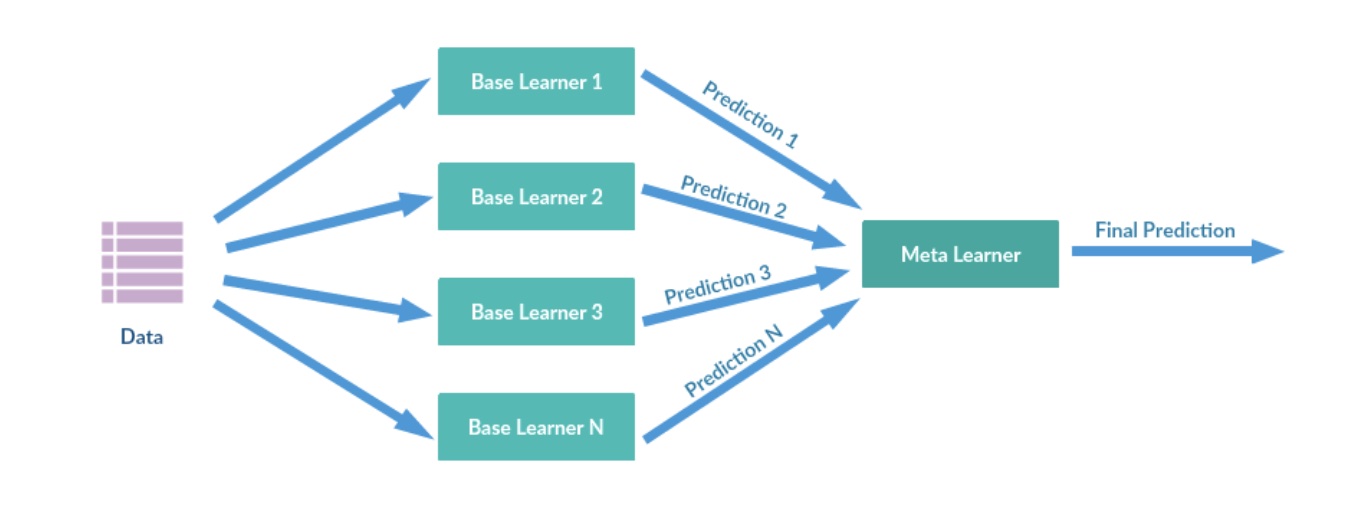 Base Learner 1
Prediction 1
Base Learner 2
Prediction 2
Data
Base Learner 3
Prediction 3
Base Learner N
Prediction N
Meta Learner
Final Prediction